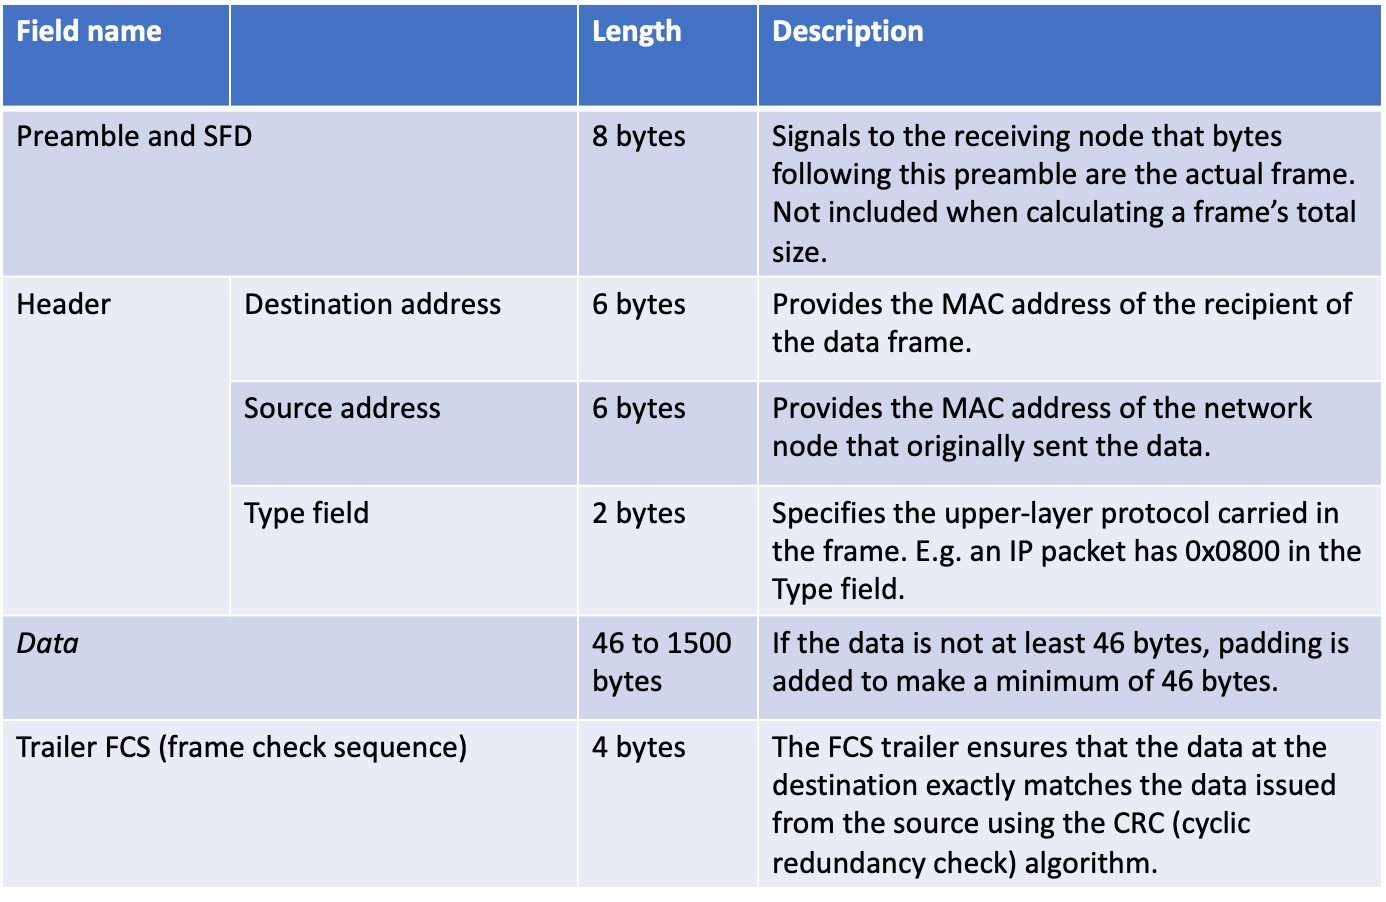 Field name
Length
Description
Preamble and SFD
8 bytes
Signals to the receiving node that bytes
following this preamble are the actual frame.
Not included when calculating a frame’s total
size.
Header
Destination address
6 bytes
Provides the MAC address of the recipient of
the data frame.
Source address
6 bytes
Provides the MAC address of the network
node that originally sent the data.
Type field
2 bytes
Specifies the upper-layer protocol carried in
the frame. E.g. an IP packet has 0x0800 in the
Type field.
Data
46 to 1500
bytes
If the data is not at least 46 bytes, padding is
added to make a minimum of 46 bytes.
Trailer FCS (frame check sequence)
4 bytes
The FCS trailer ensures that the data at the
destination exactly matches the data issued
from the source using the CRC (cyclic
redundancy check) algorithm.